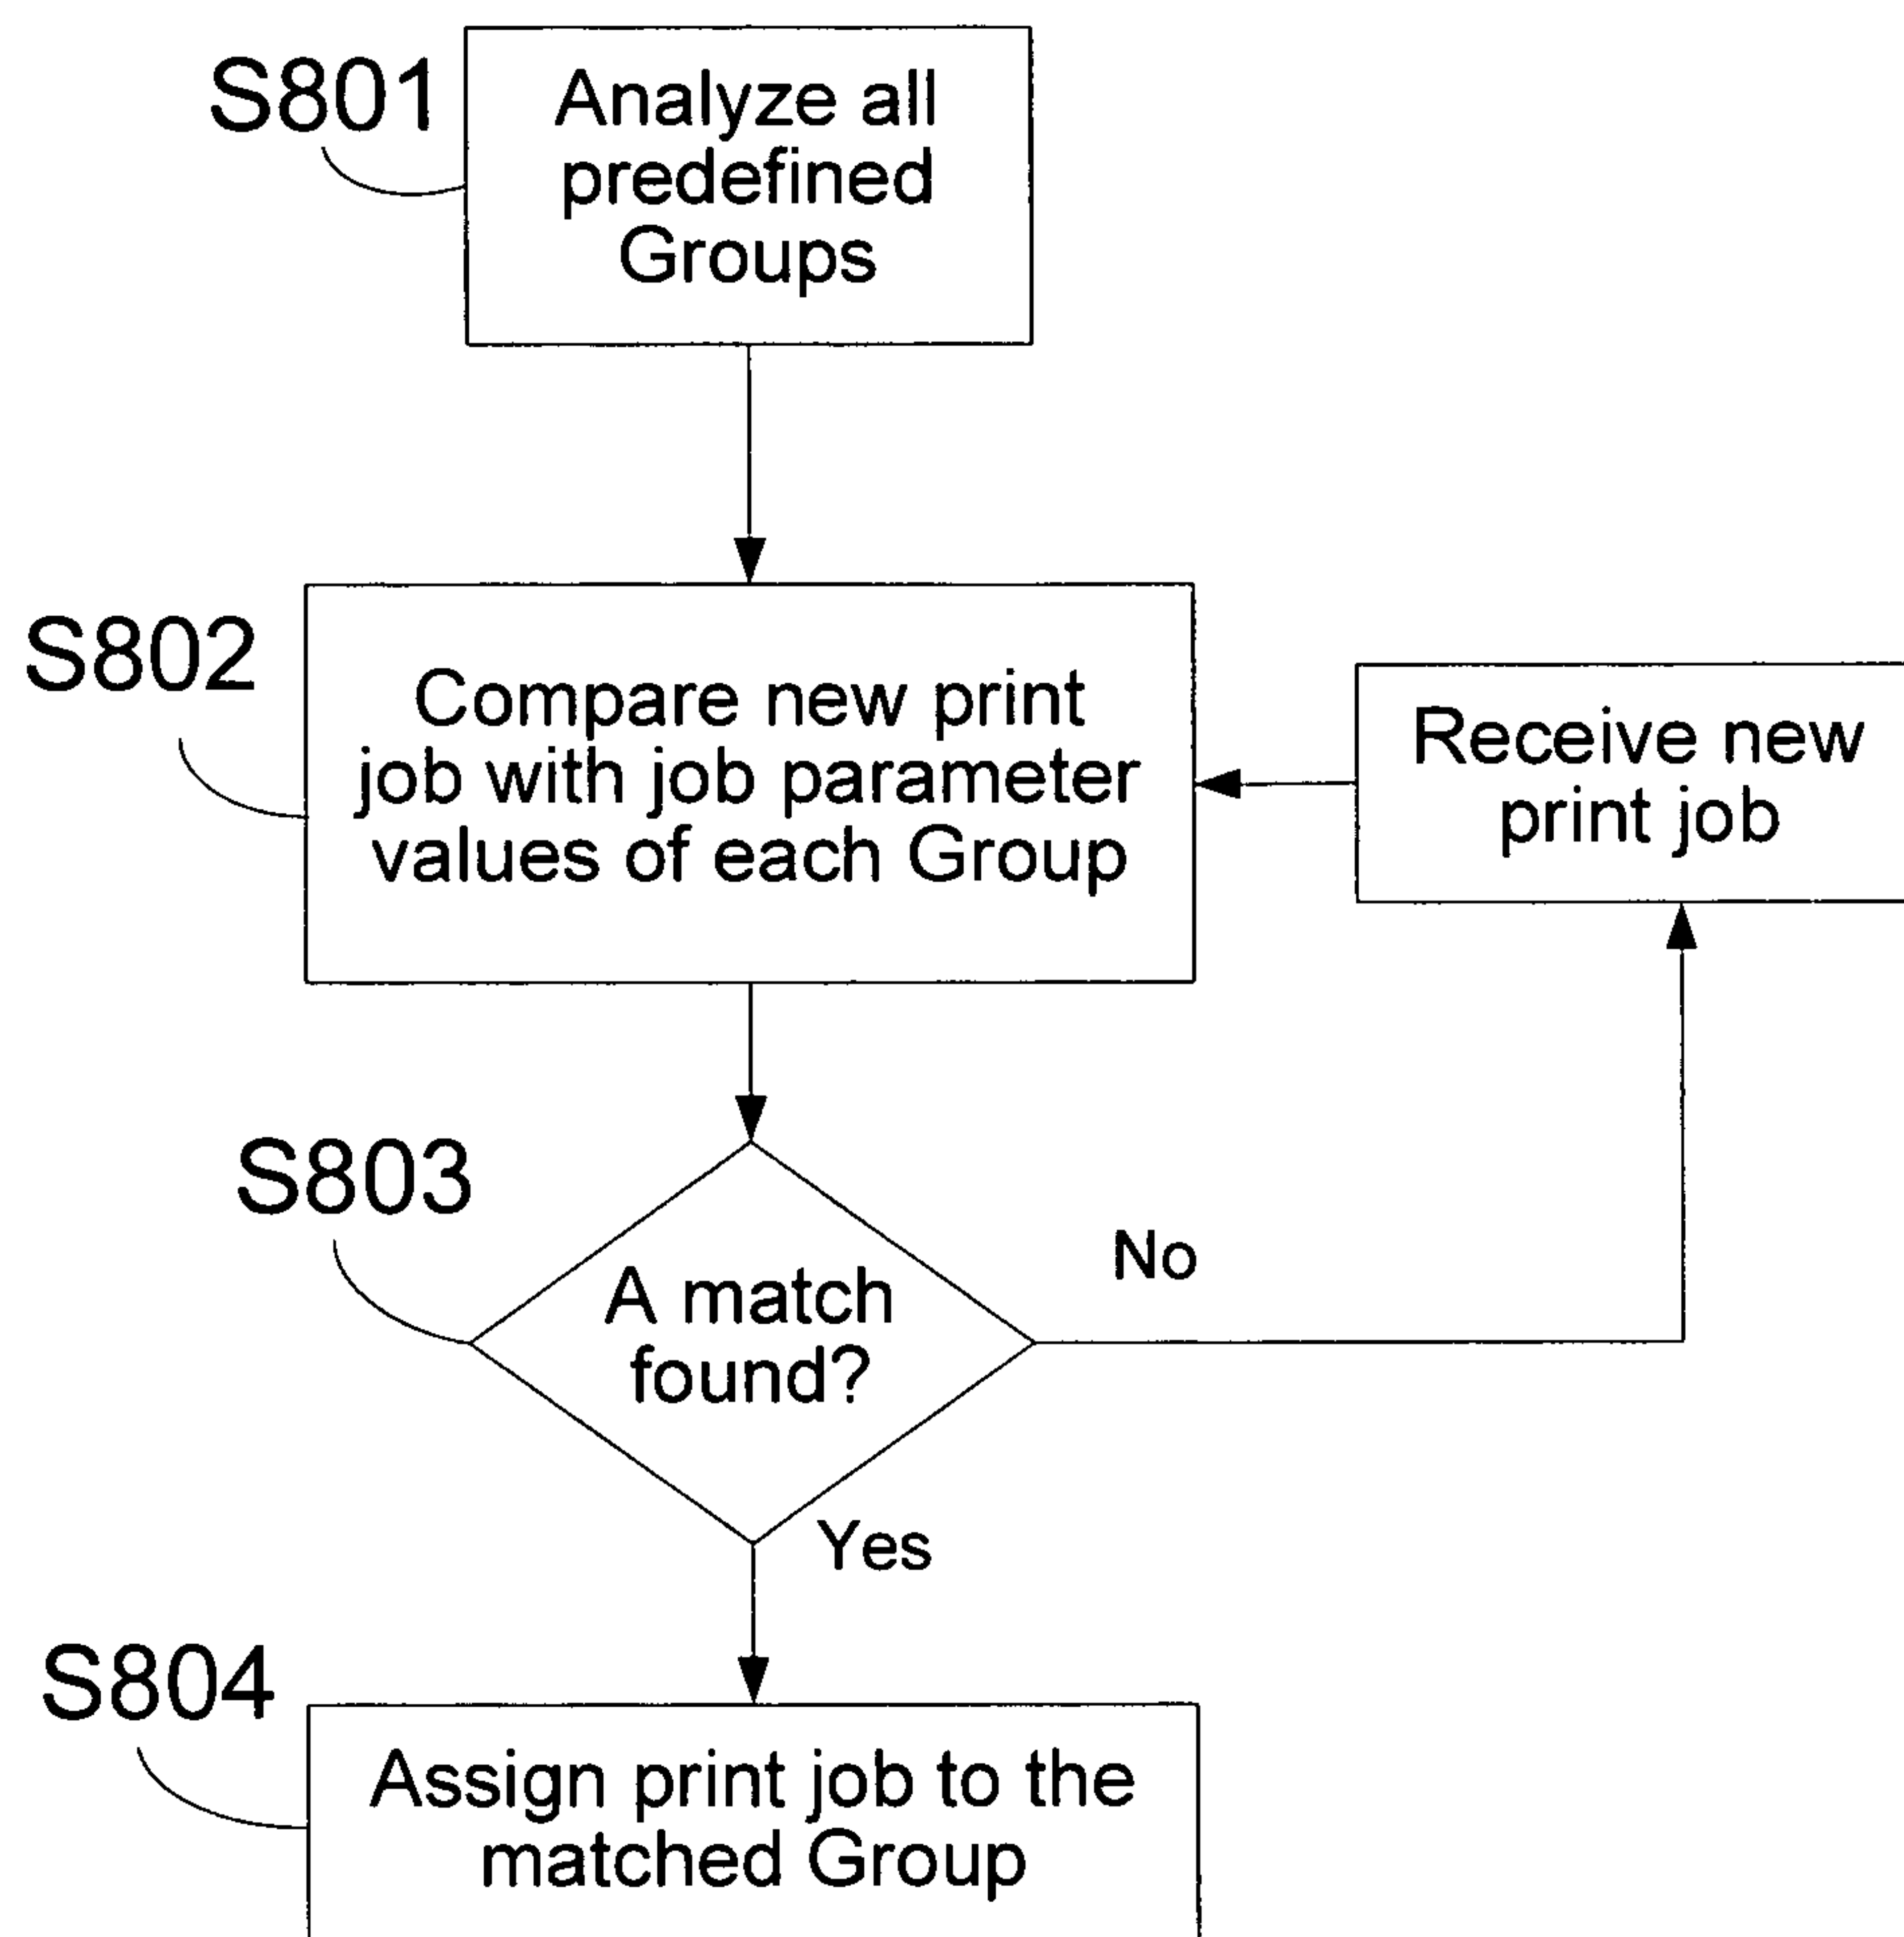 S801
Analyze all
predefined
Groups
S802
Compare new print
job with job parameter
values of each Group
Receive new
print job
S803
A match
found?
No
Yes
S804
Assign print job to the
matched Group